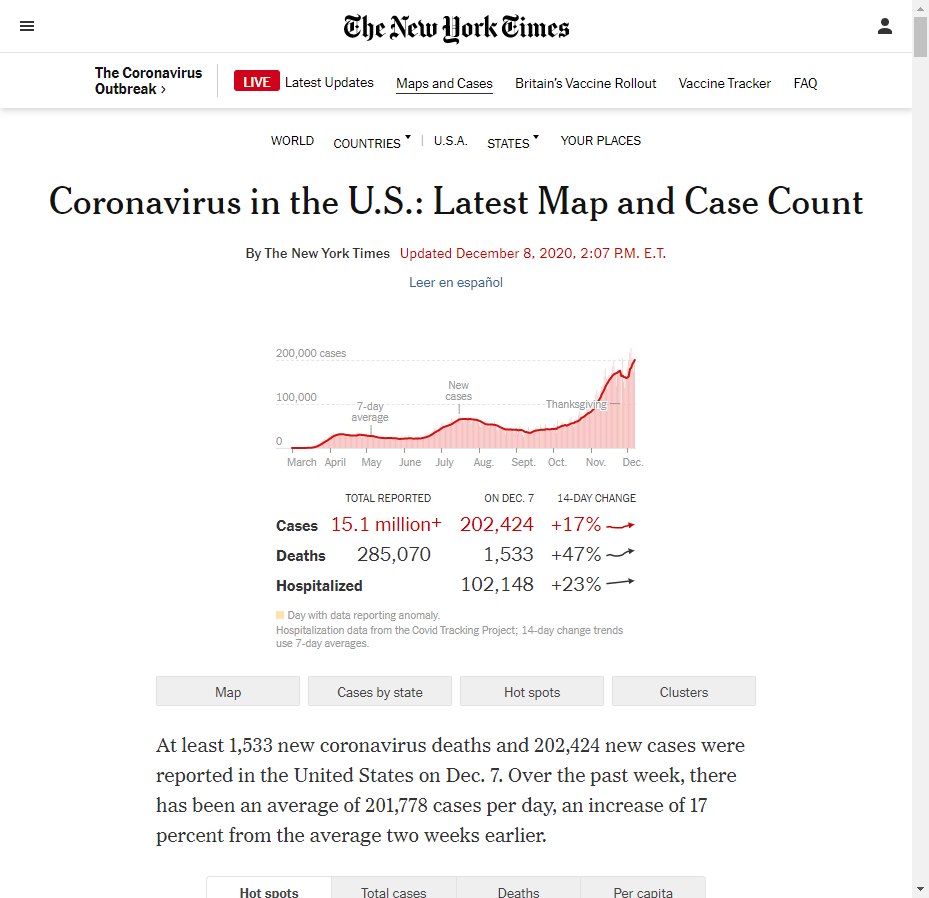 The New York Times
The Coronavirus
Outbreak ›
LIVE Latest Updates Maps and Cases Britain's Vaccine Rollout Vaccine Tracker FAQ
WORLD COUNTRIES | U.S.A. STATES YOUR PLACES
Coronavirus in the U.S.: Latest Map and Case Count
By The New York Times Updated December 8, 2020, 2:07 P.M. E.T.
Leer en español
200,000 cases
New
cases
100,000
7-day
average
Thanksgiving
0
March April May June July Aug. Sept. Oct. Nov. Dec.
TOTAL REPORTED ON DEC. 7 14-DAY CHANGE
Cases 15.1 million+ 202,424 +17%
Deaths 285,070 1,533 +47%
Hospitalized 102,148 +23%
Day with data reporting anomaly.
Hospitalization data from the Covid Tracking Project; 14-day change trends
use 7-day averages.
Map Cases by state Hot spots Clusters
At least 1,533 new coronavirus deaths and 202,424 new cases were
reported in the United States on Dec. 7. Over the past week, there
has been an average of 201,778 cases per day, an increase of 17
percent from the average two weeks earlier.
Hot spots Total cases Deaths Per capita